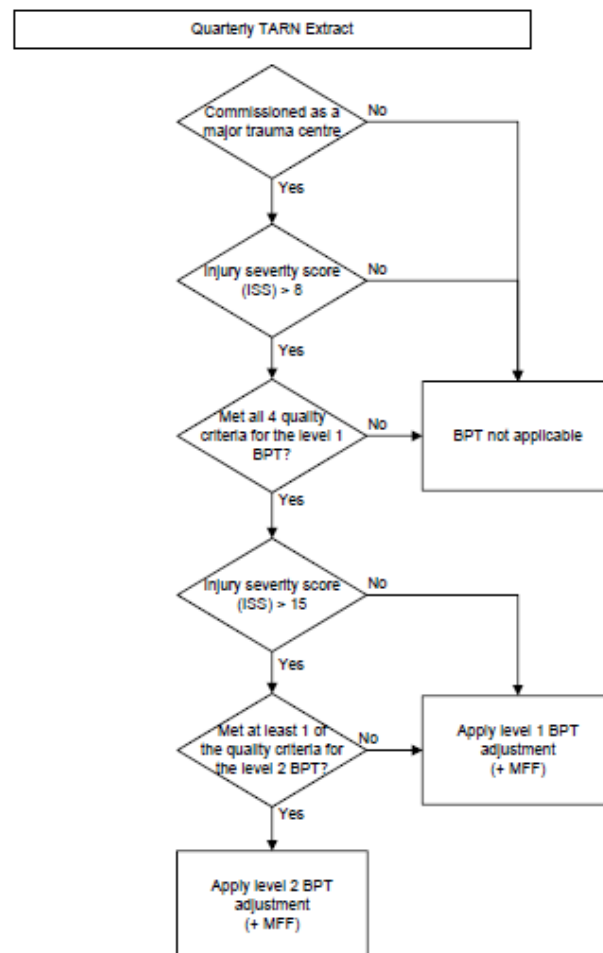 Quarterly TARN Extract
Commissioned as a
major trauma centre
No
Yes
Injury severity score
(ISS) > 8
No
Yes
Met all 4 quality
criteria for the level 1
BPT?
No
BPT not applicable
Yes
Injury severity score
(ISS) > 15
No
Yes
Met at least 1 of
the quality criteria for
the level 2 BPT?
No
Apply level 1 BPT
adjustment
(+ MFF)
Yes
Apply level 2 BPT
adjustment
(+ MFF)